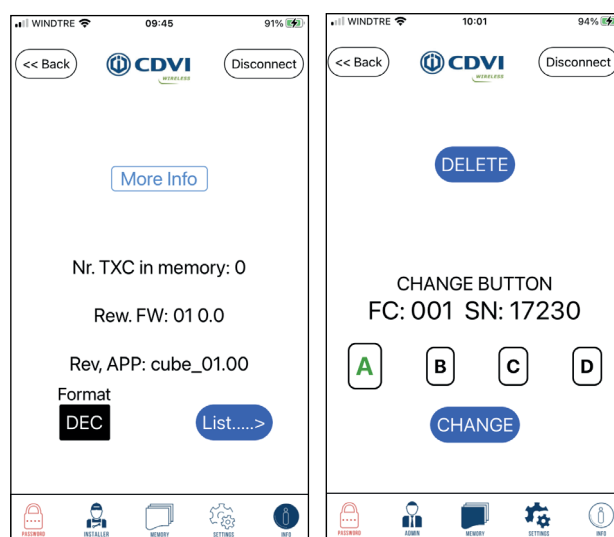 WINDTRE 09:45 91%
<< Back CDVI Disconnect
WIRELESS
More Info
Nr. TXC in memory: 0
Rew. FW: 01 0.0
Rev, APP: cube_01.00
Format
DEC List.....>
PASSWORD INSTALLER MEMORY SETTINGS INFO
WINDTRE 10:01 94%
<< Back CDVI Disconnect
WIRELESS
DELETE
CHANGE BUTTON
FC: 001 SN: 17230
A B C D
CHANGE
PASSWORD ADMIN MEMORY SETTINGS INFO